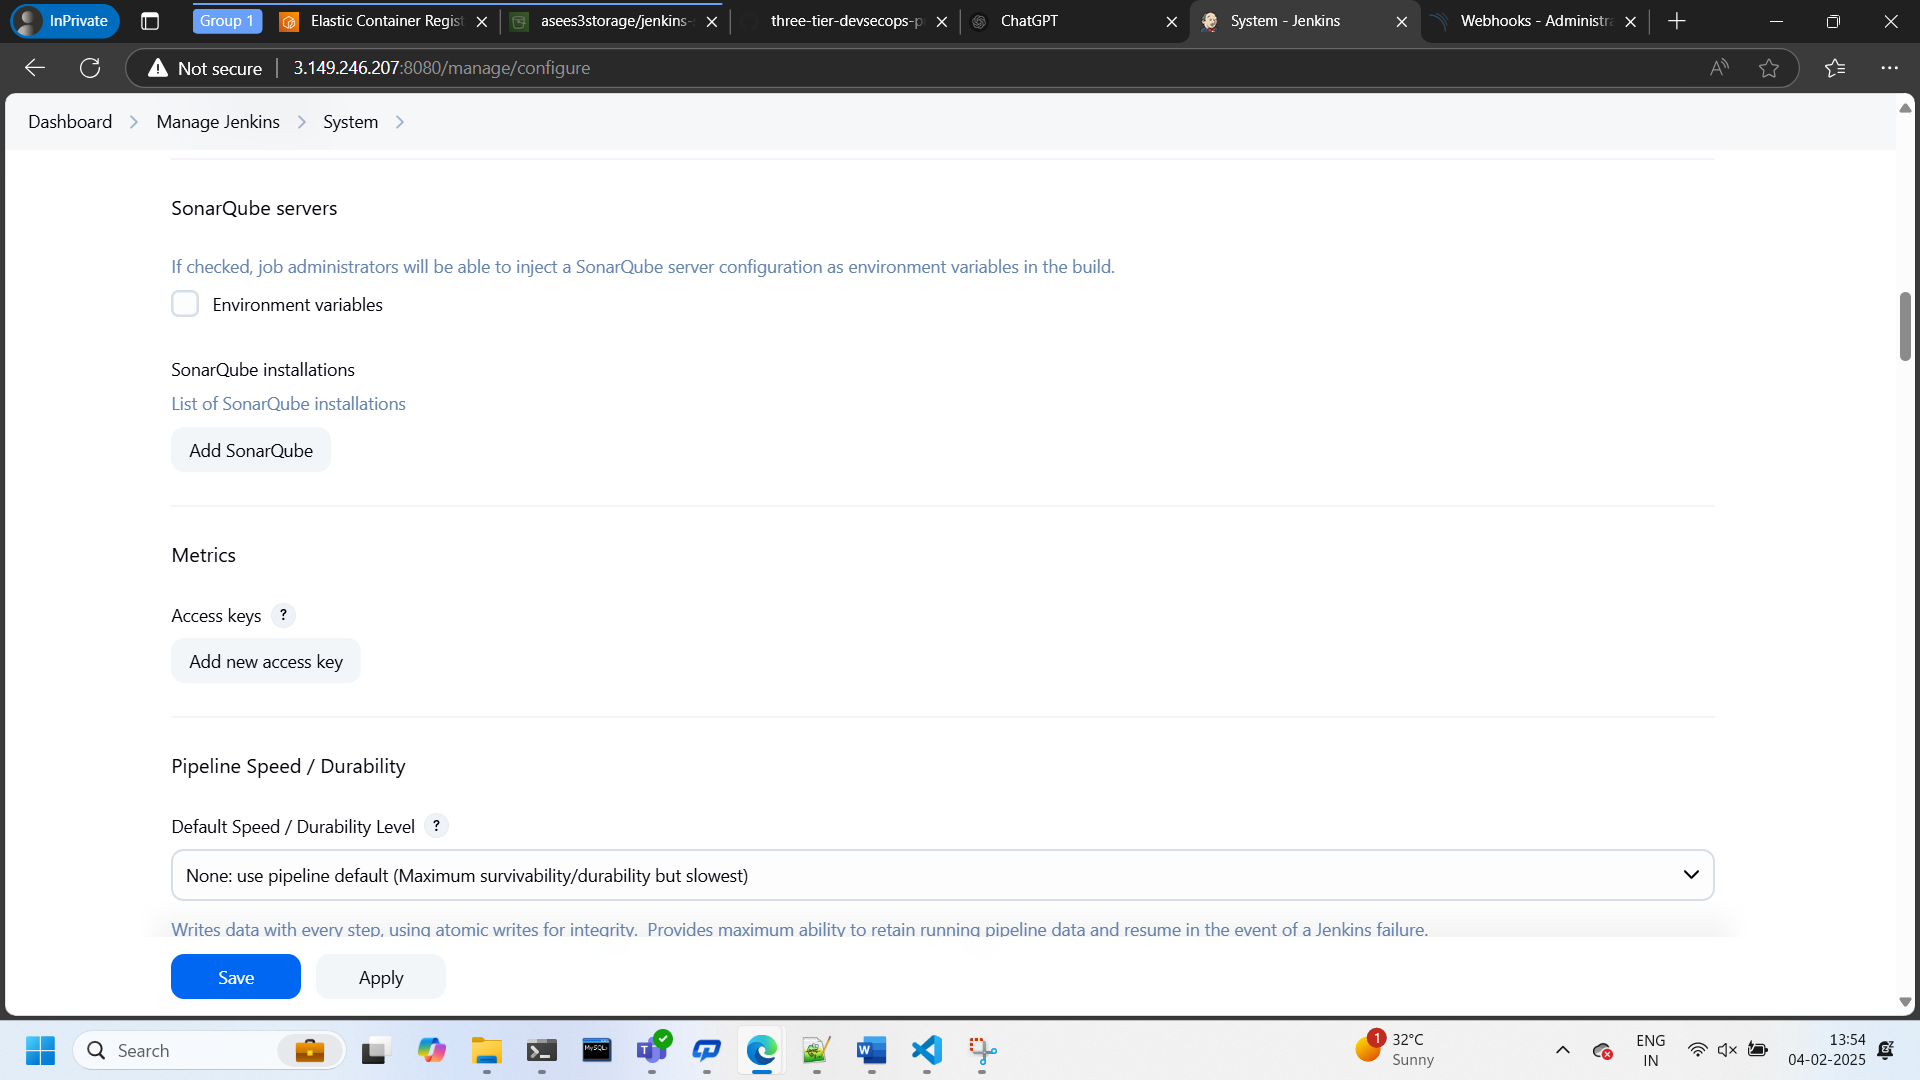 InPrivate
Group 1
Elastic Container Regist
asees3storage/jenkins-
three-tier-devsecops-p
ChatGPT
System - Jenkins
Webhooks - Administra
Not secure
3.149.246.207:8080/manage/configure
Dashboard
Manage Jenkins
System
SonarQube servers
If checked, job administrators will be able to inject a SonarQube server configuration as environment variables in the build.
Environment variables
SonarQube installations
List of SonarQube installations
Add SonarQube
Metrics
Access keys ?
Add new access key
Pipeline Speed / Durability
Default Speed / Durability Level ?
None: use pipeline default (Maximum survivability/durability but slowest)
Writes data with every step, using atomic writes for integrity. Provides maximum ability to retain running pipeline data and resume in the event of a Jenkins failure.
Save
Apply
Search
MySQL
1
32°C
Sunny
ENG
IN
13:54
04-02-2025